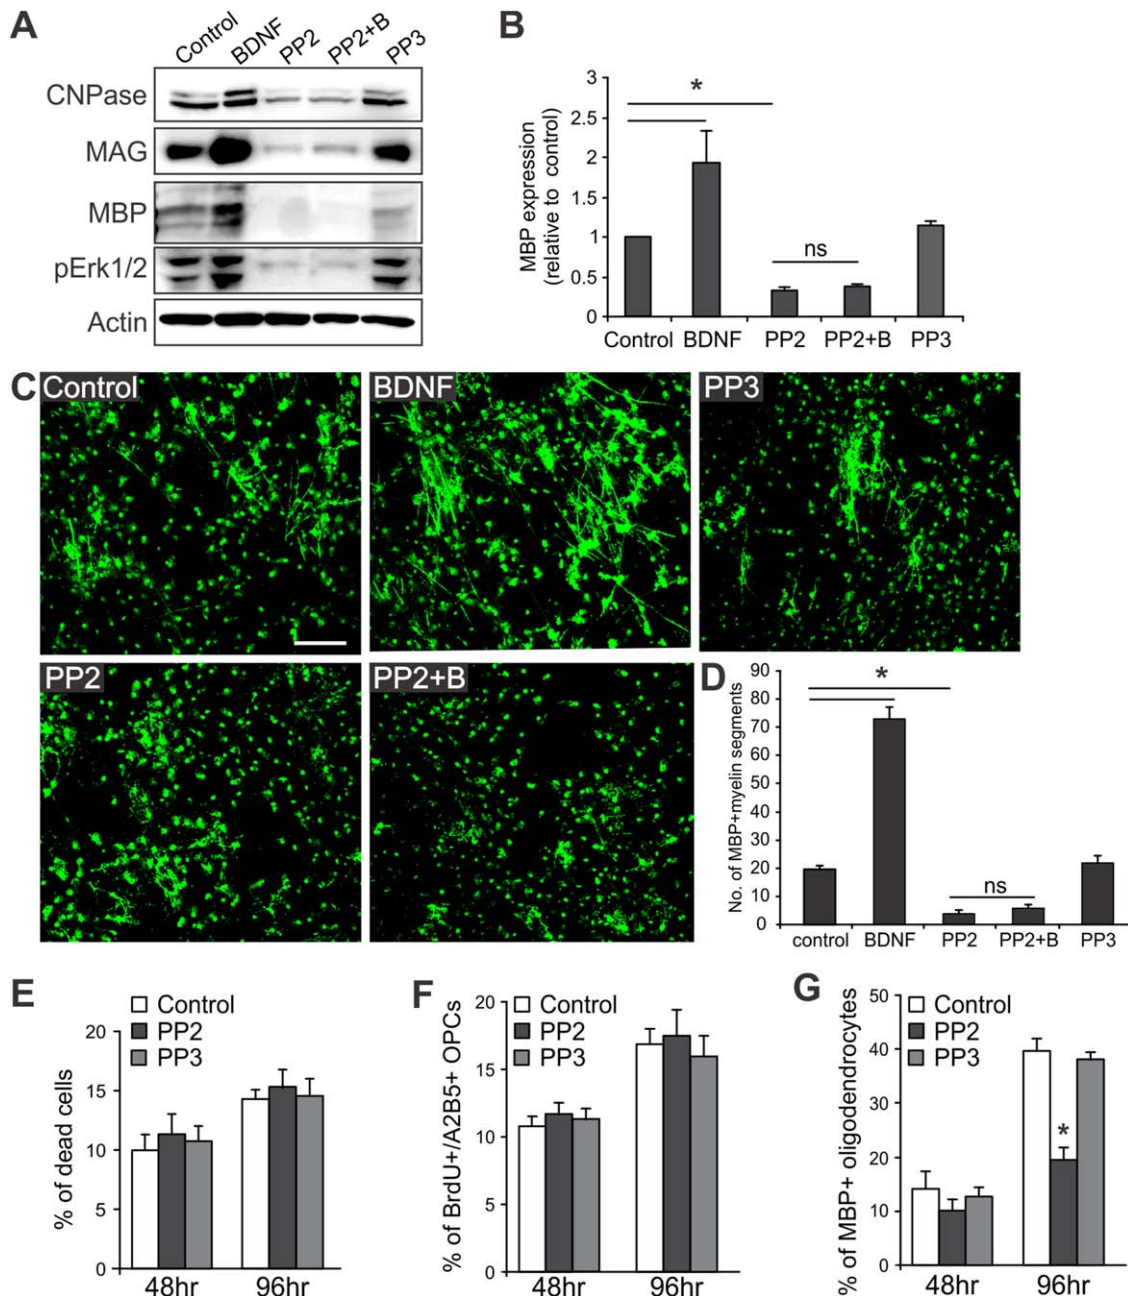 A
Control
BDNF
PP2
PP2+B
PP3
CNPase
MAG
MBP
pErk1/2
Actin
B
MBP expression
(relative to control)
3
2.5
2
1.5
1
0.5
0
*
ns
Control BDNF PP2 PP2+B PP3
C
Control
BDNF
PP3
PP2
PP2+B
D
No. of MBP+myelin segments
90
80
70
60
50
40
30
20
10
0
*
ns
control BDNF PP2 PP2+B PP3
E
Control
PP2
PP3
% of dead cells
20
15
10
5
0
48hr 96hr
F
Control
PP2
PP3
% of BrdU+/A2B5+ OPCs
20
15
10
5
0
48hr 96hr
G
Control
PP2
PP3
% of MBP+ oligodendrocytes
50
40
30
20
10
0
*
48hr 96hr